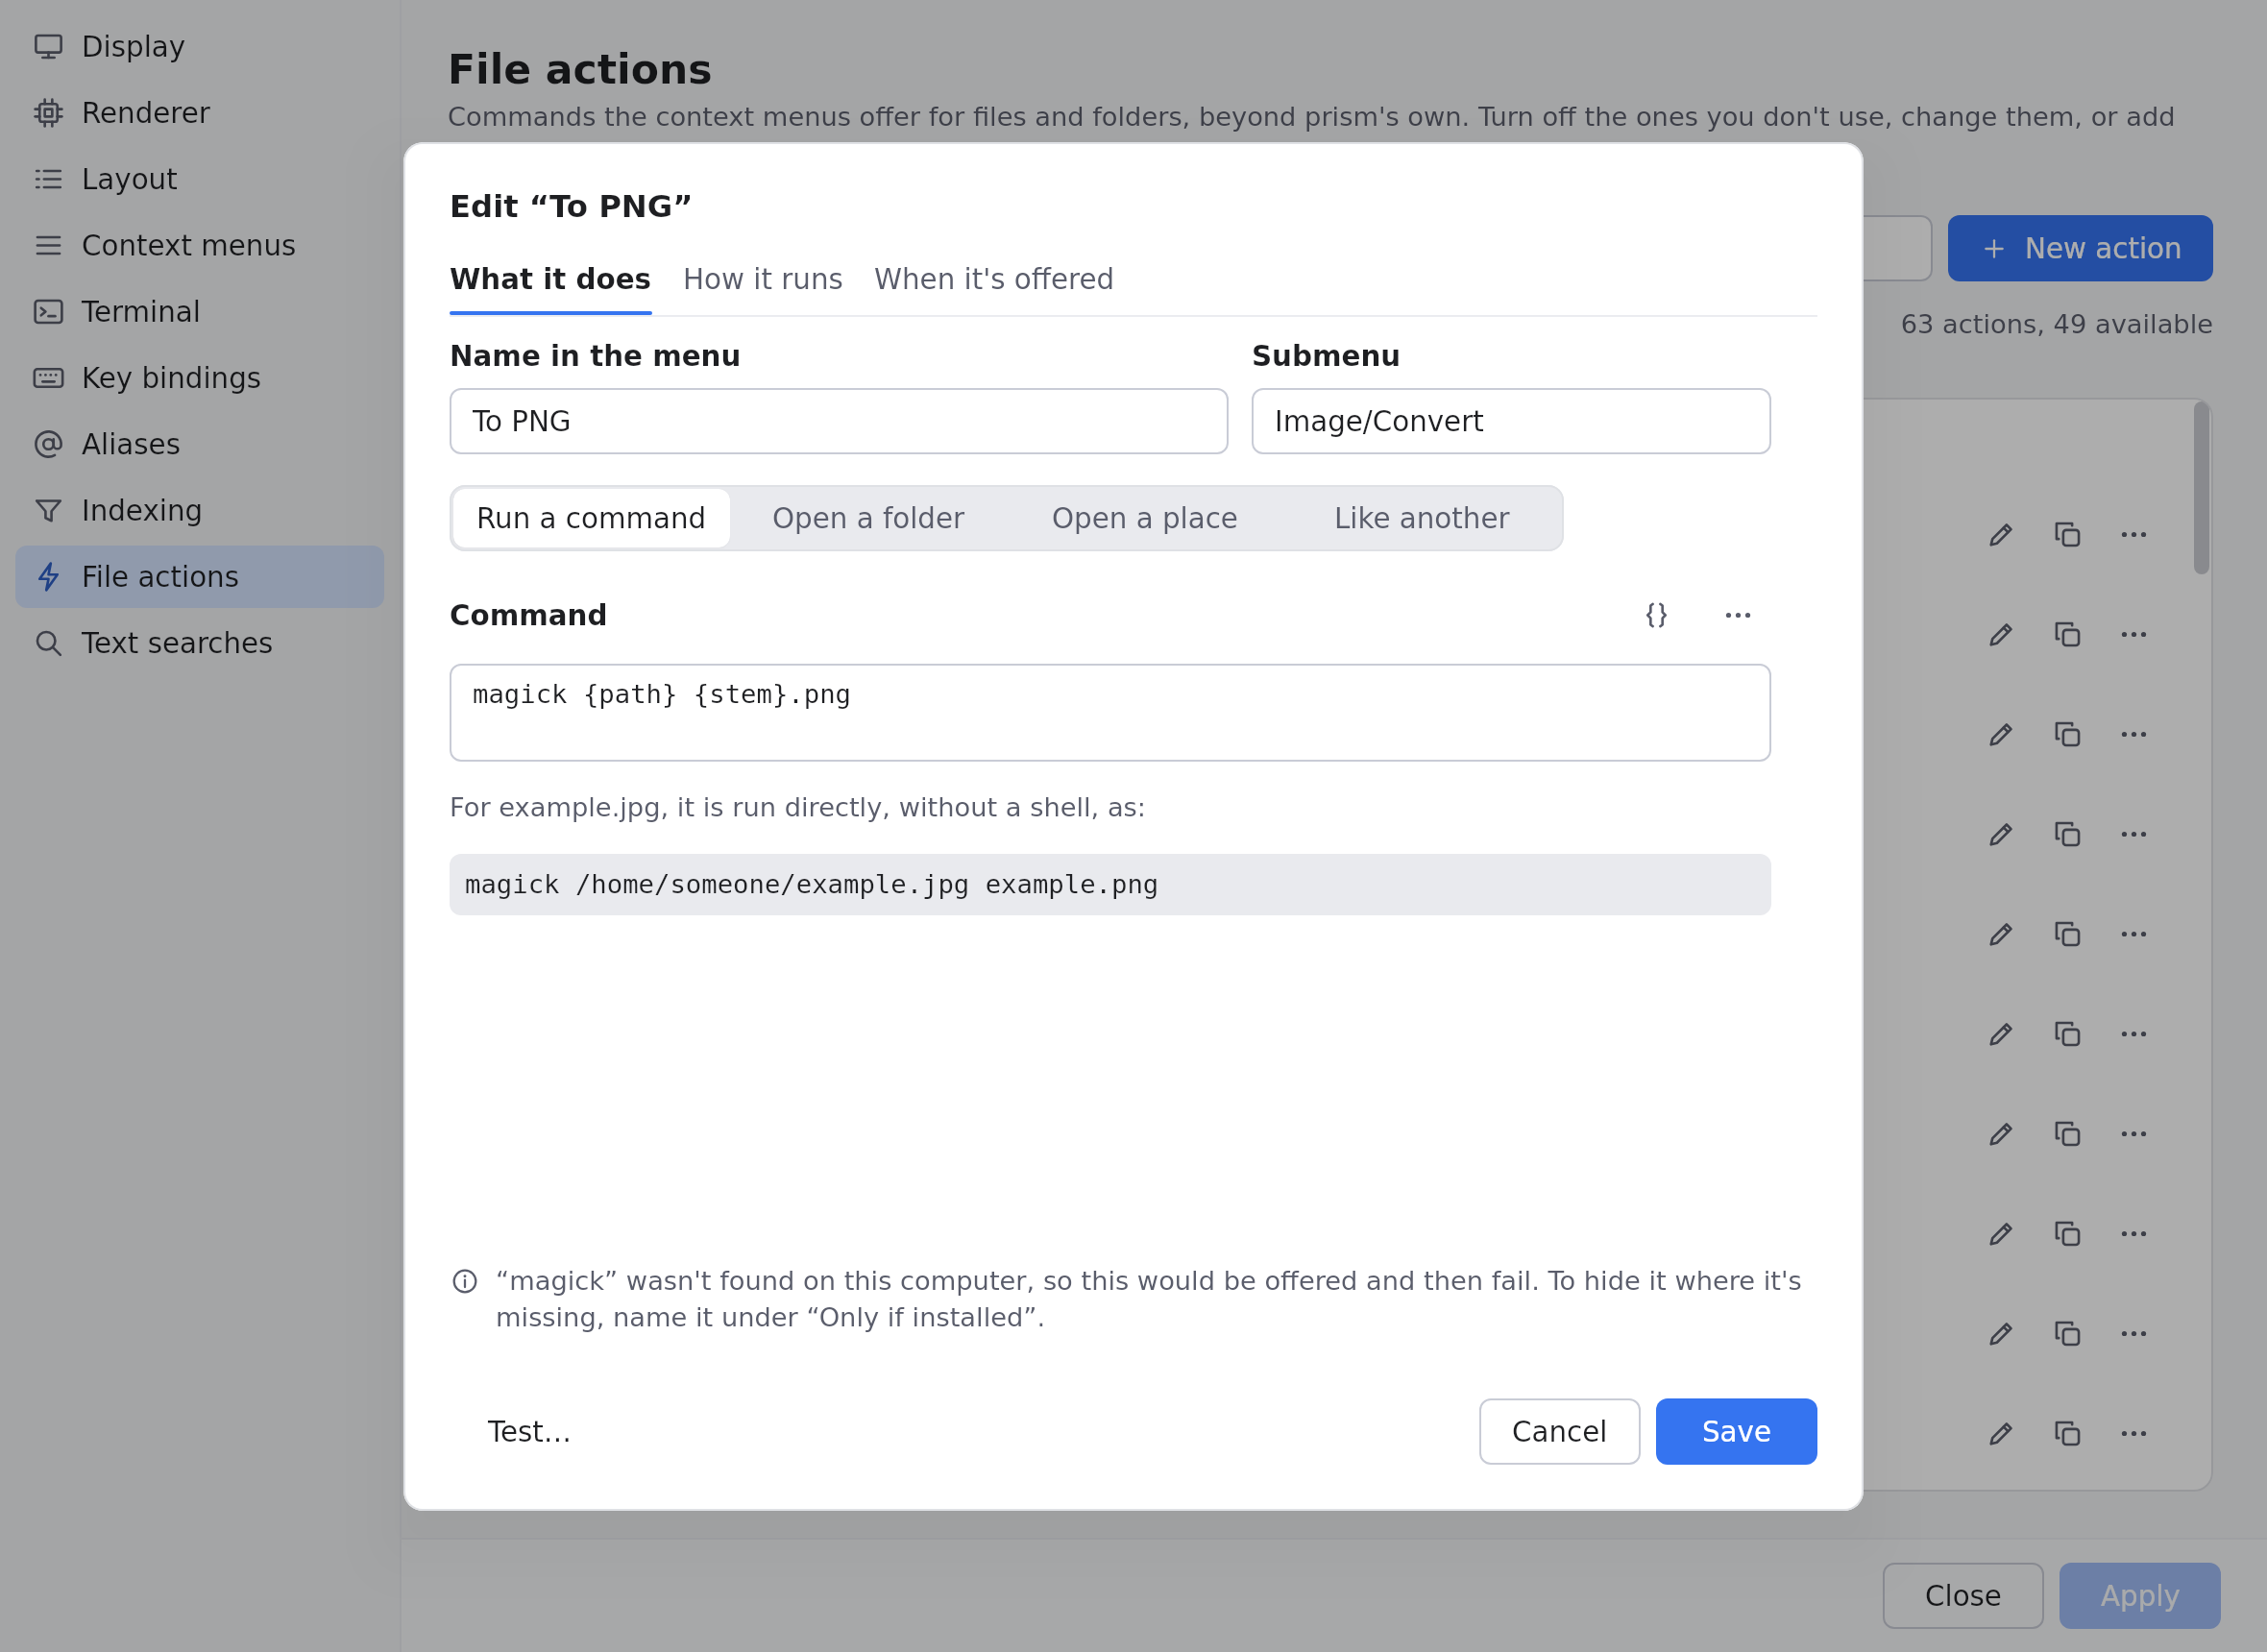 Display
Renderer
Layout
Context menus
Terminal
Key bindings
Aliases
Indexing
File actions
Text searches
File actions
Commands the context menus offer for files and folders, beyond prism's own. Turn off the ones you don't use, change them, or add
New action
63 actions, 49 available
Edit “To PNG”
What it does How it runs When it's offered
Name in the menu Submenu
To PNG Image/Convert
Run a command Open a folder Open a place Like another
Command {}
magick {path} {stem}.png
For example.jpg, it is run directly, without a shell, as:
magick /home/someone/example.jpg example.png
“magick” wasn't found on this computer, so this would be offered and then fail. To hide it where it's
missing, name it under “Only if installed”.
Test… Cancel Save
Close Apply